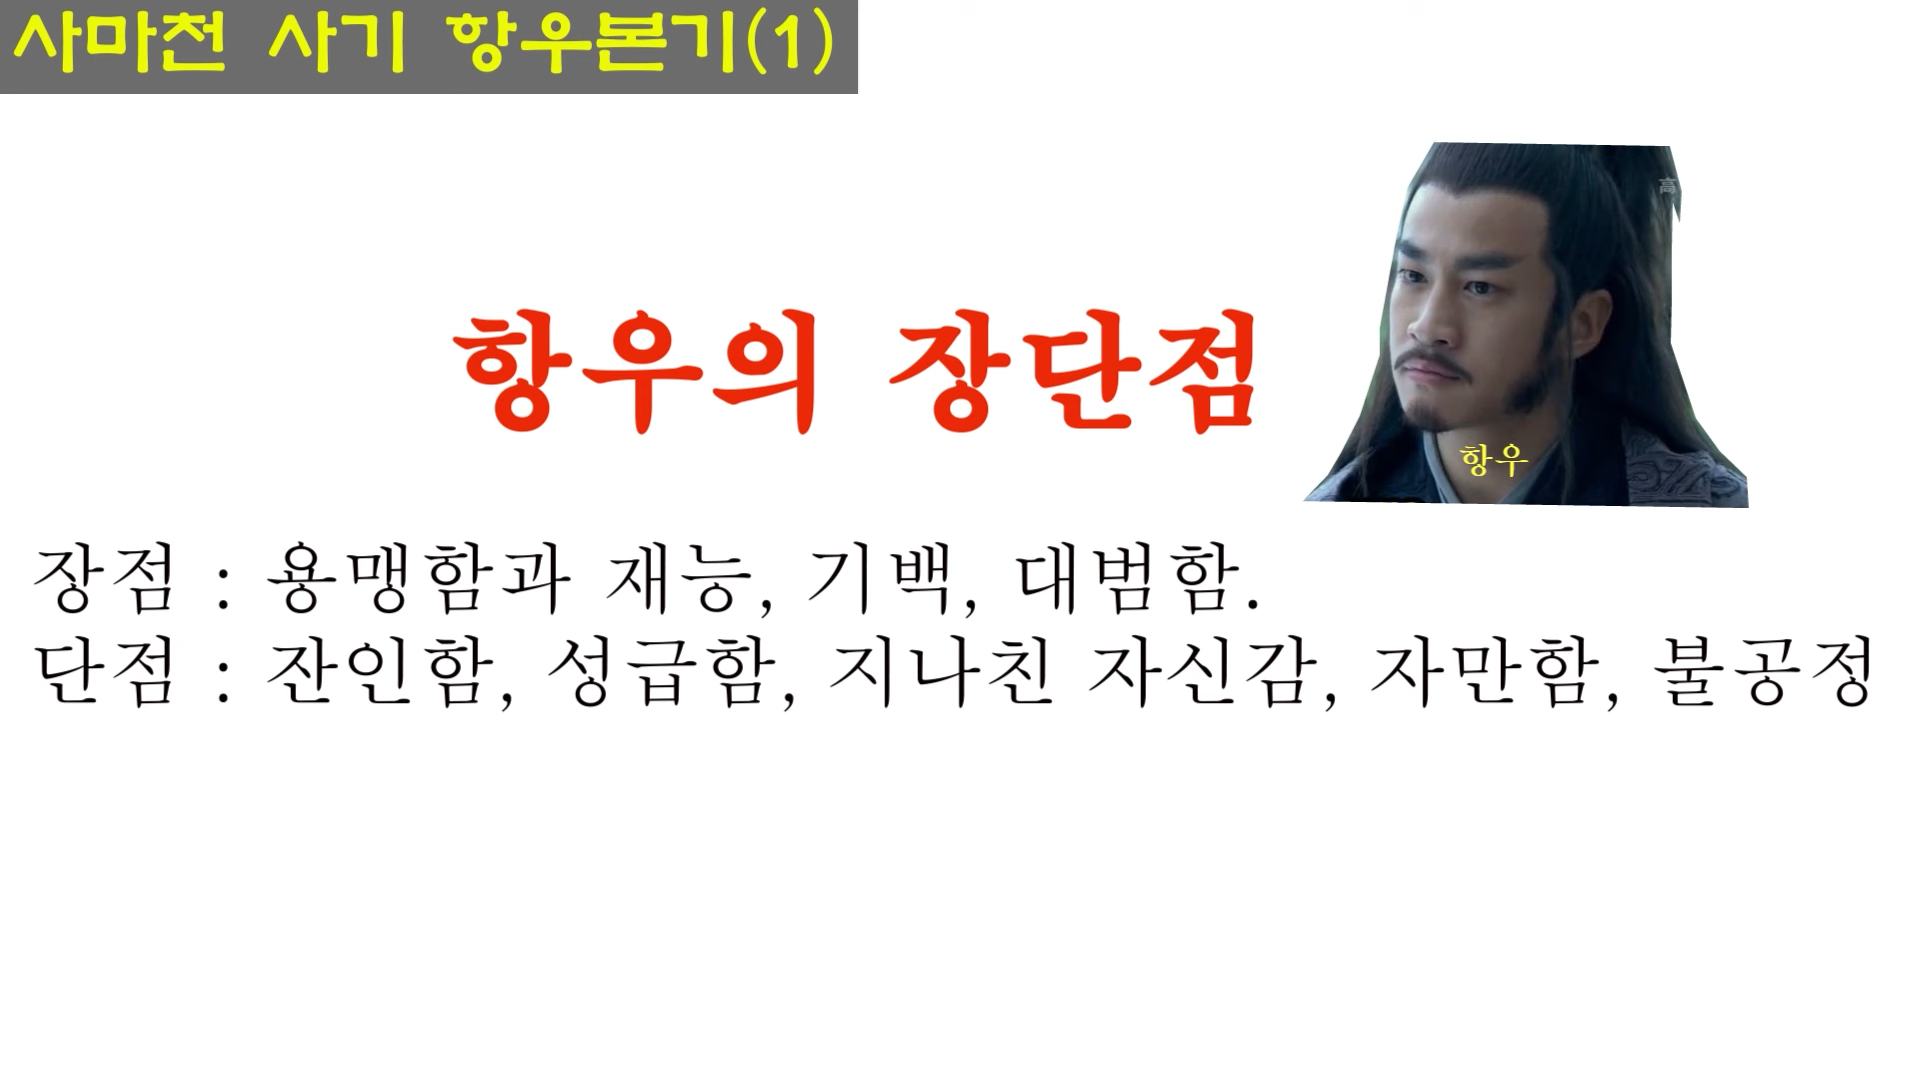 사마천 사기 항우본기(1)
高
항우의 장단점
항우
장점 : 용맹함과 재능, 기백, 대범함.
단점 : 잔인함, 성급함, 지나친 자신감, 자만함, 불공정